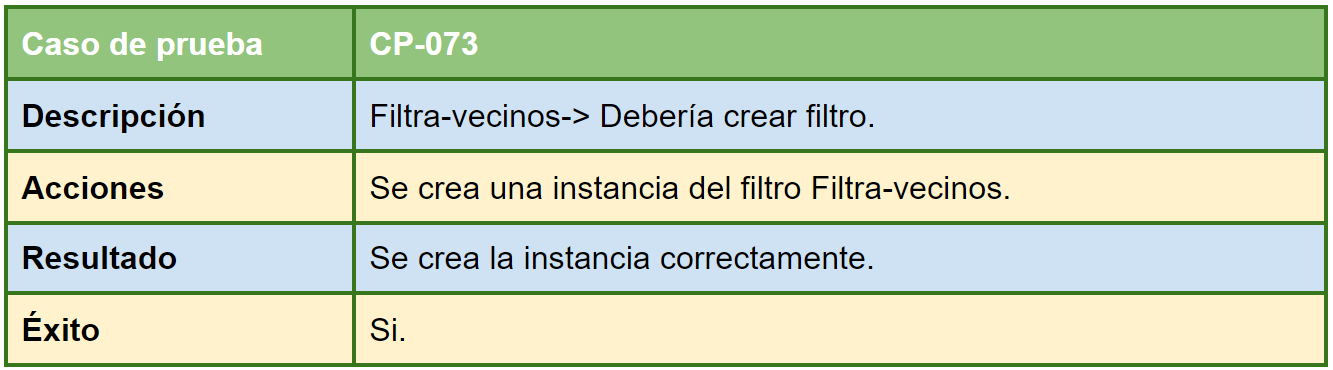 Caso de prueba CP-073
Descripción Filtra-vecinos-> Debería crear filtro.
Acciones Se crea una instancia del filtro Filtra-vecinos.
Resultado Se crea la instancia correctamente.
Éxito Si.